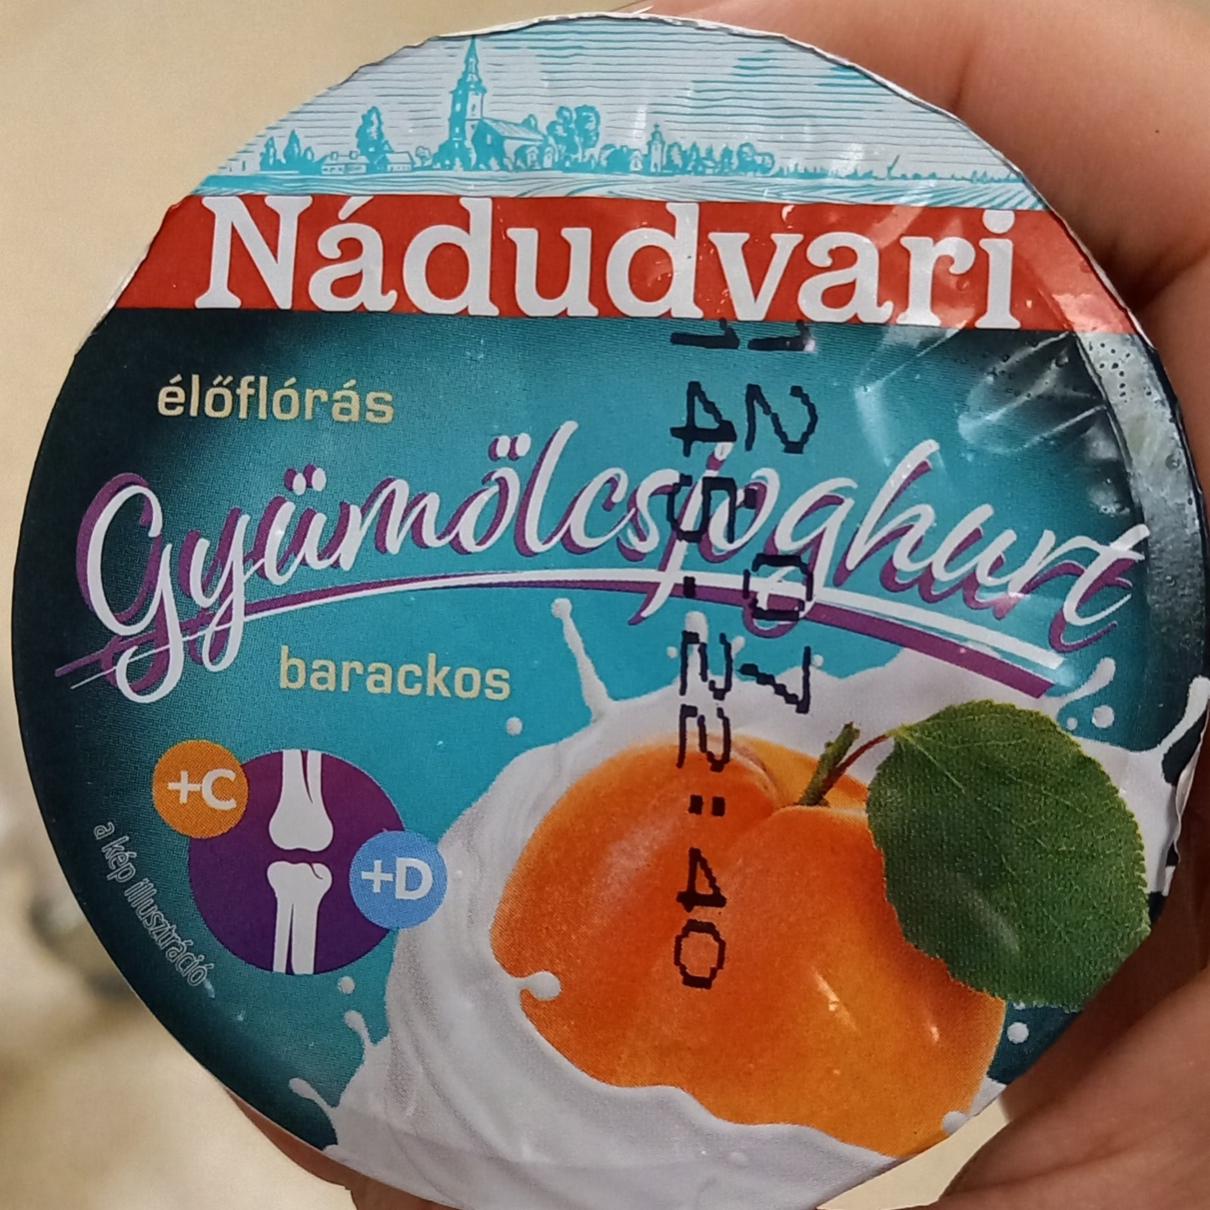 Nádudvari
élőflórás
Gyümölcsjoghurt
barackos
+C
+D
a kép illusztráció